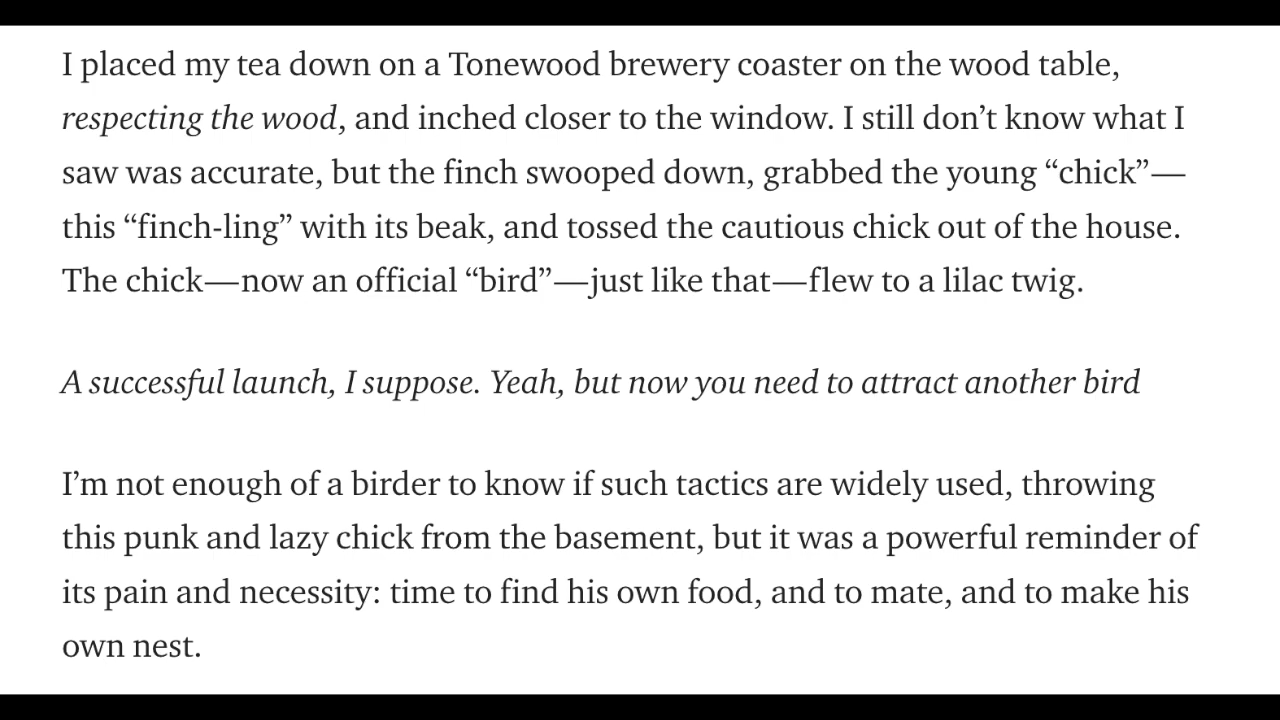 I placed my tea down on a Tonewood brewery coaster on the wood table,
respecting the wood, and inched closer to the window. I still don’t know what I
saw was accurate, but the finch swooped down, grabbed the young “chick”—
this “finch-ling” with its beak, and tossed the cautious chick out of the house.
The chick—now an official “bird”—just like that—flew to a lilac twig.
A successful launch, I suppose. Yeah, but now you need to attract another bird
I’m not enough of a birder to know if such tactics are widely used, throwing
this punk and lazy chick from the basement, but it was a powerful reminder of
its pain and necessity: time to find his own food, and to mate, and to make his
own nest.